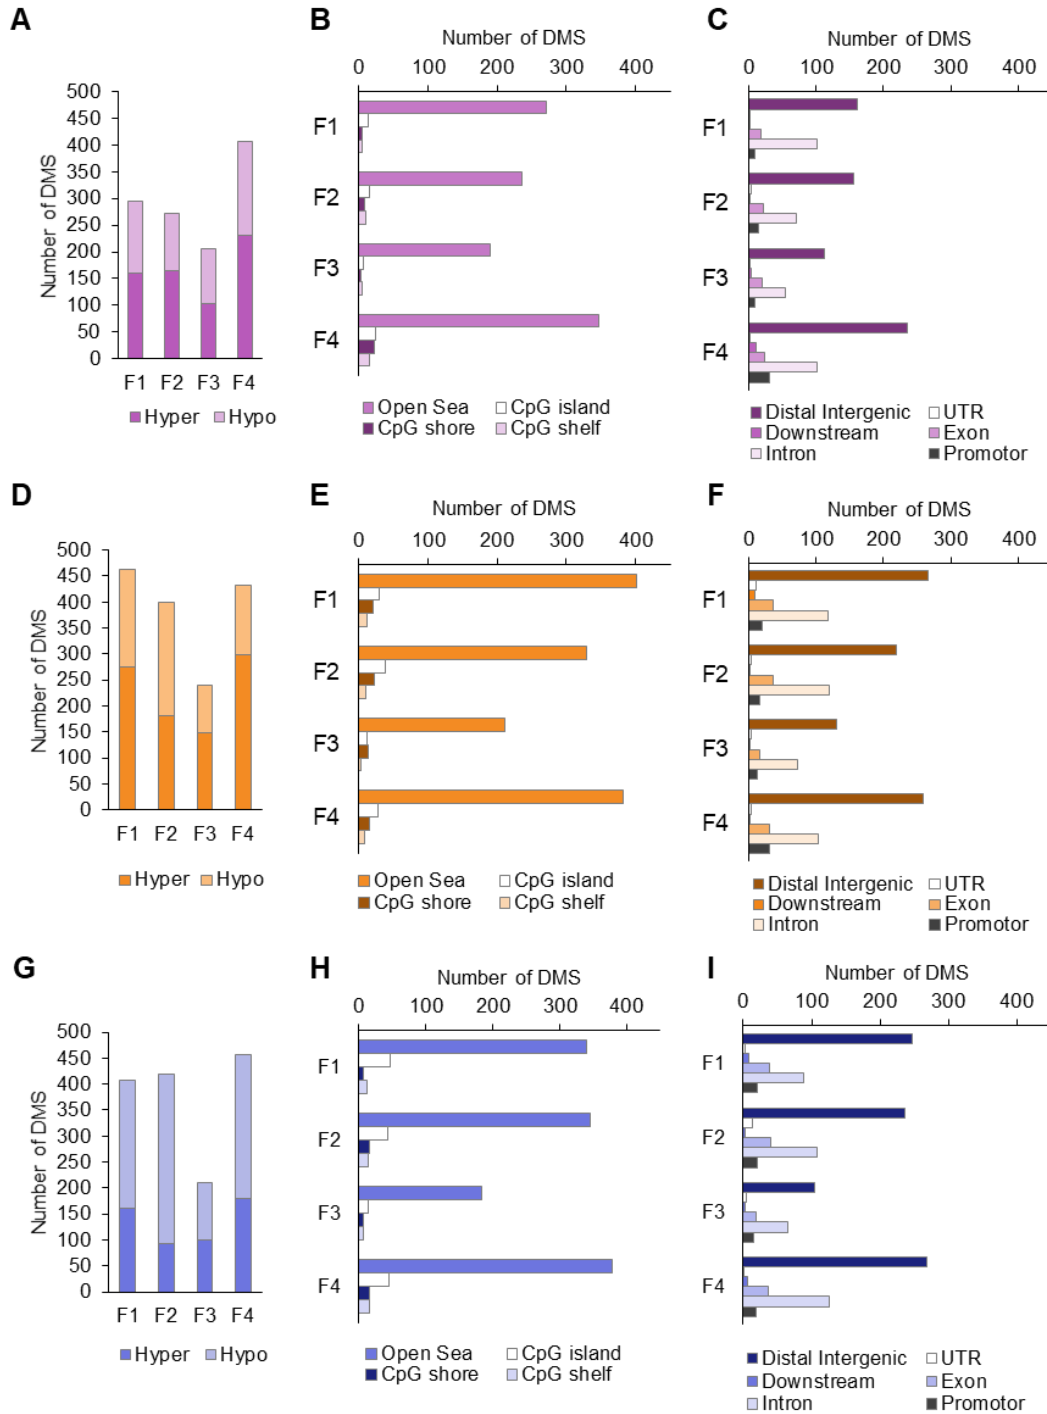 A
Number of DMS
500
450
400
350
300
250
200
150
100
50
0
F1 F2 F3 F4
Hyper Hypo
B
Number of DMS
0 100 200 300 400
F1
F2
F3
F4
Open Sea CpG island
CpG shore CpG shelf
C
Number of DMS
0 100 200 300 400
F1
F2
F3
F4
Distal Intergenic UTR
Downstream Exon
Intron Promotor
D
Number of DMS
500
450
400
350
300
250
200
150
100
50
0
F1 F2 F3 F4
Hyper Hypo
E
Number of DMS
0 100 200 300 400
F1
F2
F3
F4
Open Sea CpG island
CpG shore CpG shelf
F
Number of DMS
0 100 200 300 400
F1
F2
F3
F4
Distal Intergenic UTR
Downstream Exon
Intron Promotor
G
Number of DMS
500
450
400
350
300
250
200
150
100
50
0
F1 F2 F3 F4
Hyper Hypo
H
Number of DMS
0 100 200 300 400
F1
F2
F3
F4
Open Sea CpG island
CpG shore CpG shelf
I
Number of DMS
0 100 200 300 400
F1
F2
F3
F4
Distal Intergenic UTR
Downstream Exon
Intron Promotor